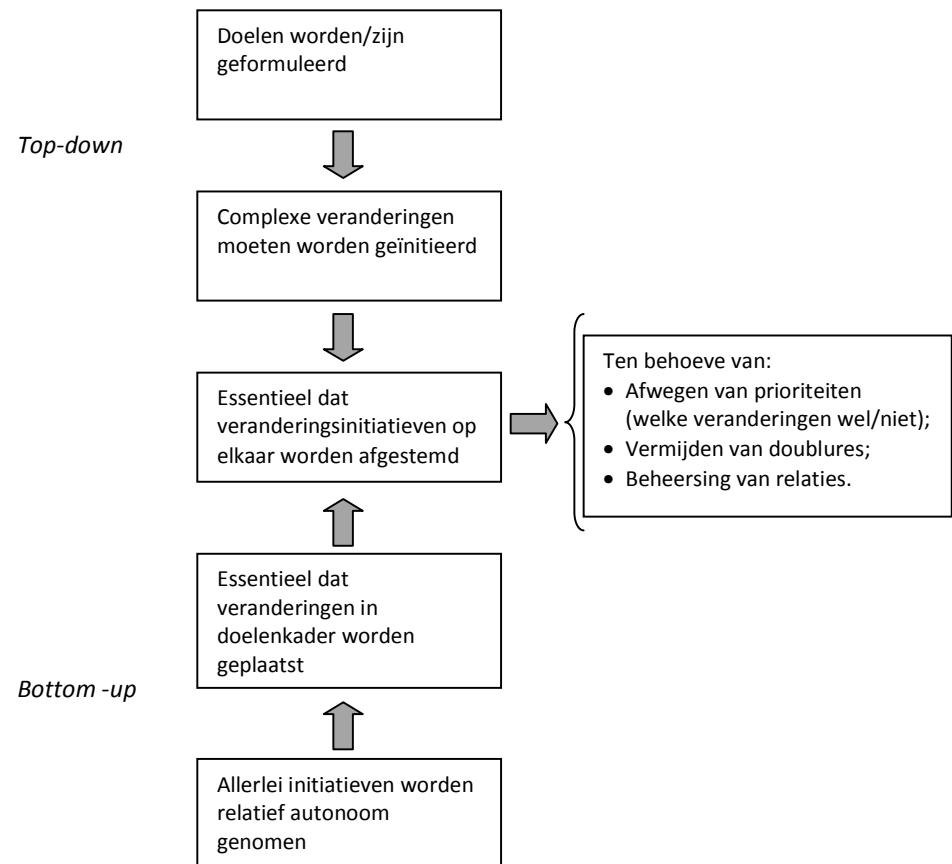 Doelen worden/zijn
geformuleerd
Top-down
Complexe veranderingen
moeten worden geïnitieerd
Essentieel dat
veranderingsinitiatieven op
elkaar worden afgestemd
Ten behoeve van:
• Afwegen van prioriteiten
(welke veranderingen wel/niet);
• Vermijden van doublures;
• Beheersing van relaties.
Essentieel dat
veranderingen in
doelenkader worden
geplaatst
Bottom -up
Allerlei initiatieven worden
relatief autonoom
genomen